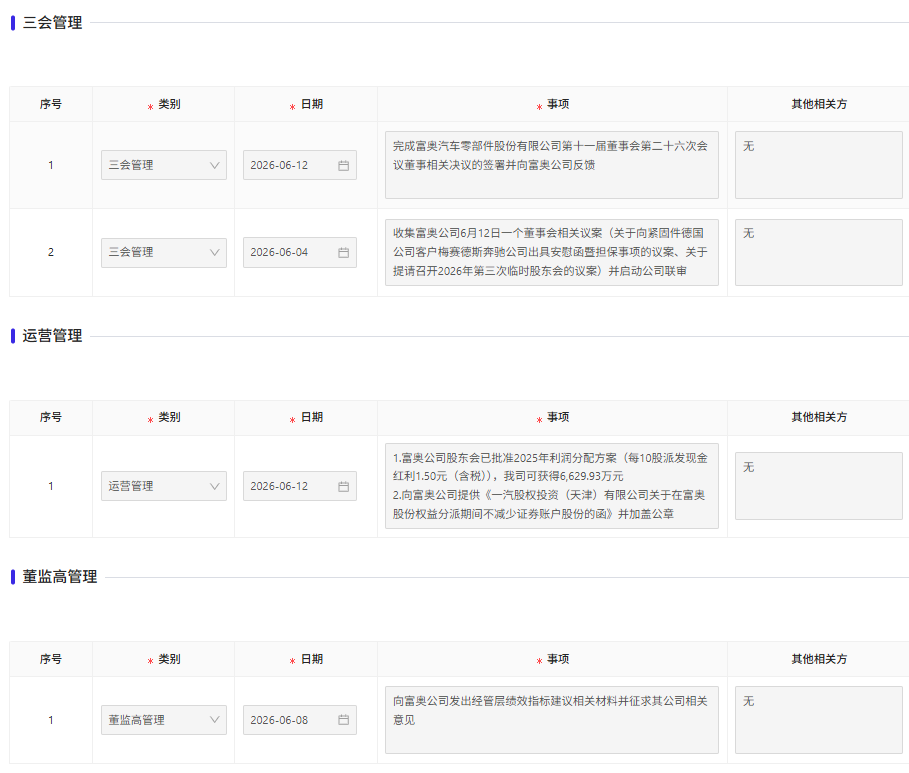 三会管理
序号 * 类别 * 日期 * 事项 其他相关方
1 三会管理 2026-06-12 完成富奥汽车零部件股份有限公司第十一届董事会第二十六次会 无
议董事相关决议的签署并向富奥公司反馈
2 三会管理 2026-06-04 收集富奥公司6月12日一个董事会相关议案（关于向紧固件德国 无
公司客户梅赛德斯奔驰公司出具安慰函暨担保事项的议案、关于
提请召开2026年第三次临时股东会的议案）并启动公司联审
运营管理
序号 * 类别 * 日期 * 事项 其他相关方
1 运营管理 2026-06-12 1.富奥公司股东会已批准2025年利润分配方案（每10股派发现金 无
红利1.50元（含税)），我司可获得6,629.93万元
2.向富奥公司提供《一汽股权投资（天津）有限公司关于在富奥
股份权益分派期间不减少证券账户股份的函》并加盖公章
董监高管理
序号 * 类别 * 日期 * 事项 其他相关方
1 董监高管理 2026-06-08 向富奥公司发出经管层绩效指标建议相关材料并征求其公司相关 无
意见